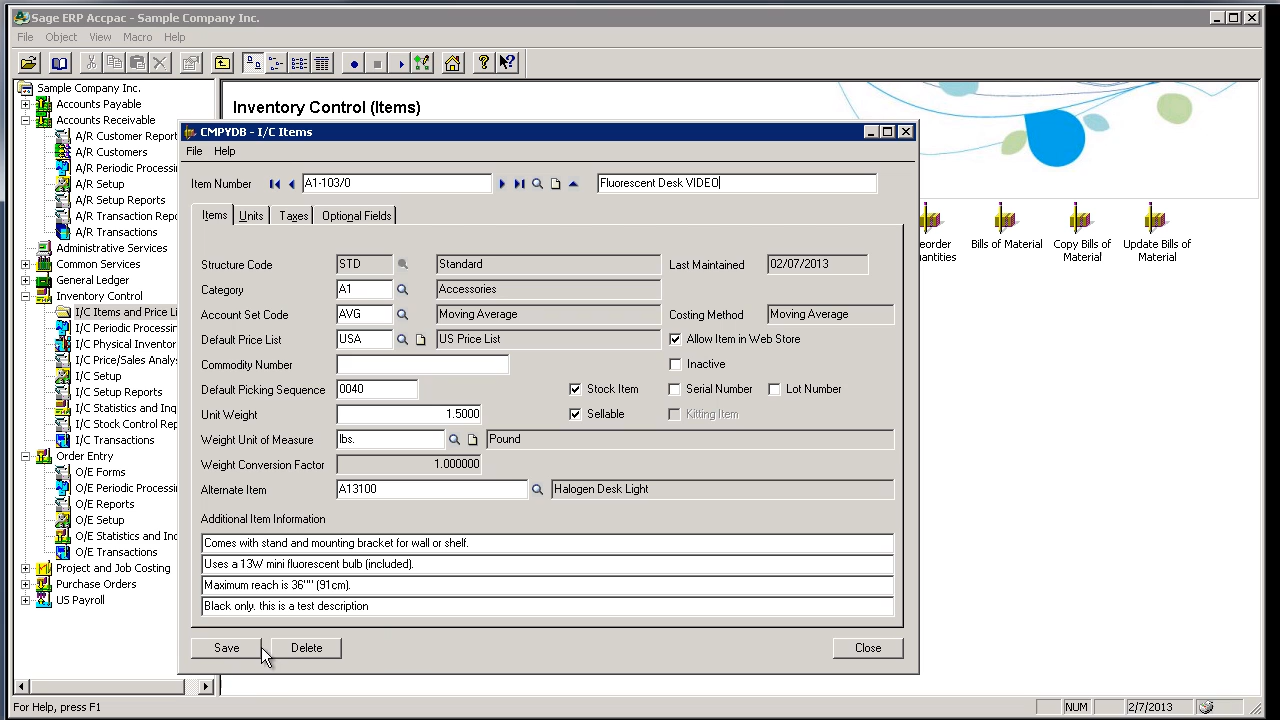 Sage ERP Accpac - Sample Company Inc.
File Object View Macro Help
Sample Company Inc.
Accounts Payable
Accounts Receivable
A/R Customer Report
A/R Customers
A/R Periodic Processin
A/R Setup
A/R Setup Reports
A/R Transaction Repo
A/R Transactions
Administrative Services
Common Services
General Ledger
Inventory Control
I/C Items and Price Li
I/C Periodic Processin
I/C Physical Inventor
I/C Price/Sales Analys
I/C Setup
I/C Setup Reports
I/C Statistics and Inq
I/C Stock Control Rep
I/C Transactions
Order Entry
O/E Forms
O/E Periodic Processi
O/E Reports
O/E Setup
O/E Statistics and Inc
O/E Transactions
Project and Job Costing
Purchase Orders
US Payroll
Inventory Control (Items)
eorder
antities
Bills of Material
Copy Bills of
Material
Update Bills of
Material
CMPYDB - I/C Items
File Help
Item Number A1-103/0 Fluorescent Desk VIDEO
Items Units Taxes Optional Fields
Structure Code STD Standard Last Maintained 02/07/2013
Category A1 Accessories
Account Set Code AVG Moving Average Costing Method Moving Average
Default Price List USA US Price List Allow Item in Web Store
Commodity Number Inactive
Default Picking Sequence 0040 Stock Item Serial Number Lot Number
Unit Weight 1.5000 Sellable Kitting Item
Weight Unit of Measure lbs. Pound
Weight Conversion Factor 1.000000
Alternate Item A13100 Halogen Desk Light
Additional Item Information
Comes with stand and mounting bracket for wall or shelf.
Uses a 13W mini fluorescent bulb (included).
Maximum reach is 36"" (91cm).
Black only. this is a test description
Save Delete Close
For Help, press F1 NUM 2/7/2013